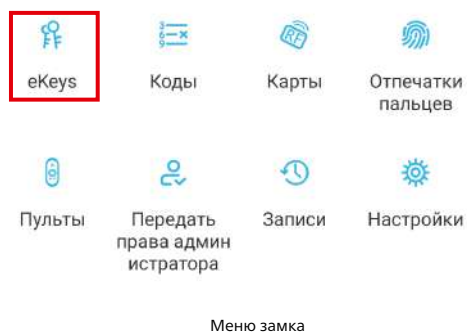 eKeys Коды Карты Отпечатки
пальцев
Пульты Передать Записи Настройки
права админ
истратора
Меню замка